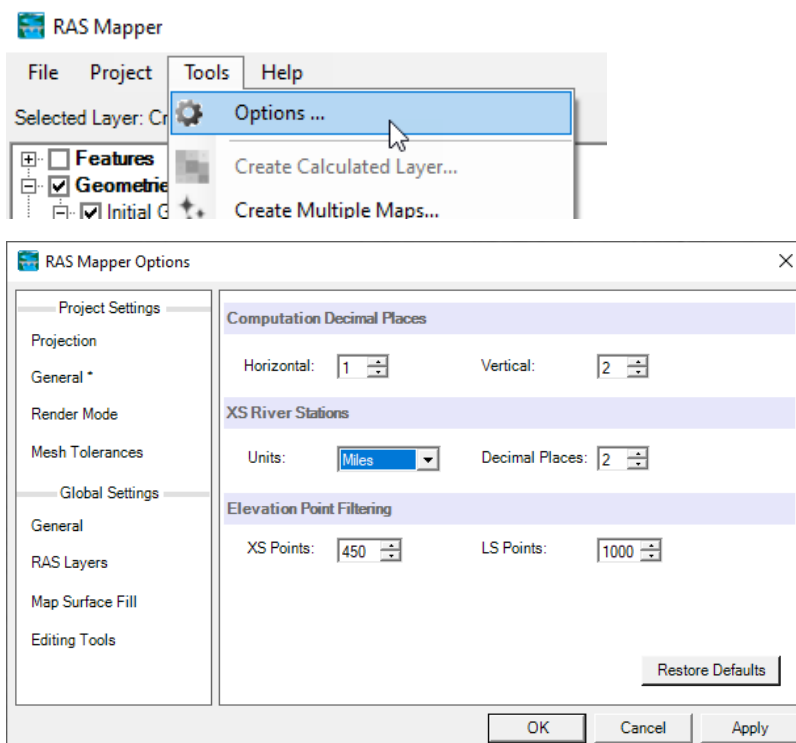 RAS Mapper
File Project Tools Help
Selected Layer: Cr
Options ...
Features
Create Calculated Layer...
Geometrie
Initial G
Create Multiple Maps...
RAS Mapper Options
Project Settings
Projection
General *
Render Mode
Mesh Tolerances
Global Settings
General
RAS Layers
Map Surface Fill
Editing Tools
Computation Decimal Places
Horizontal: 1 Vertical: 2
XS River Stations
Units: Miles Decimal Places: 2
Elevation Point Filtering
XS Points: 450 LS Points: 1000
Restore Defaults
OK Cancel Apply